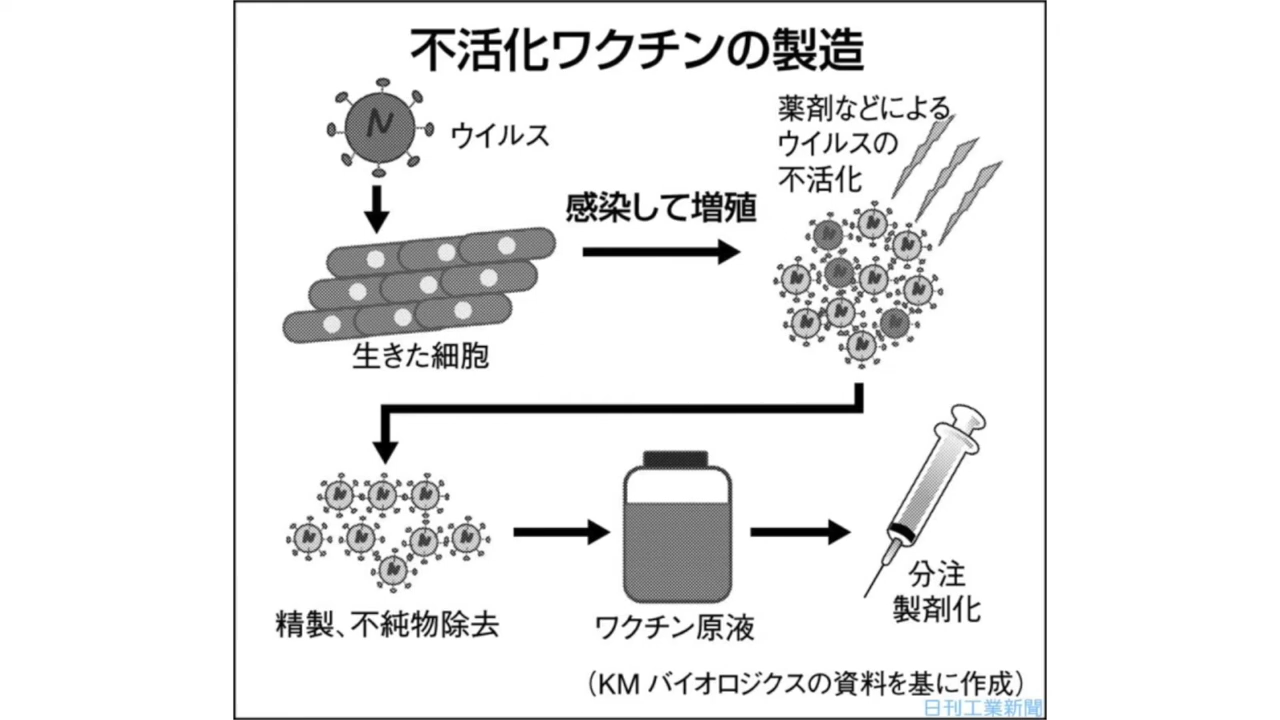 不活化ワクチンの製造
ウイルス
薬剤などによる
ウイルスの
不活化
感染して増殖
生きた細胞
精製、不純物除去
ワクチン原液
分注
製剤化
（KMバイオロジクスの資料を基に作成）
日刊工業新聞